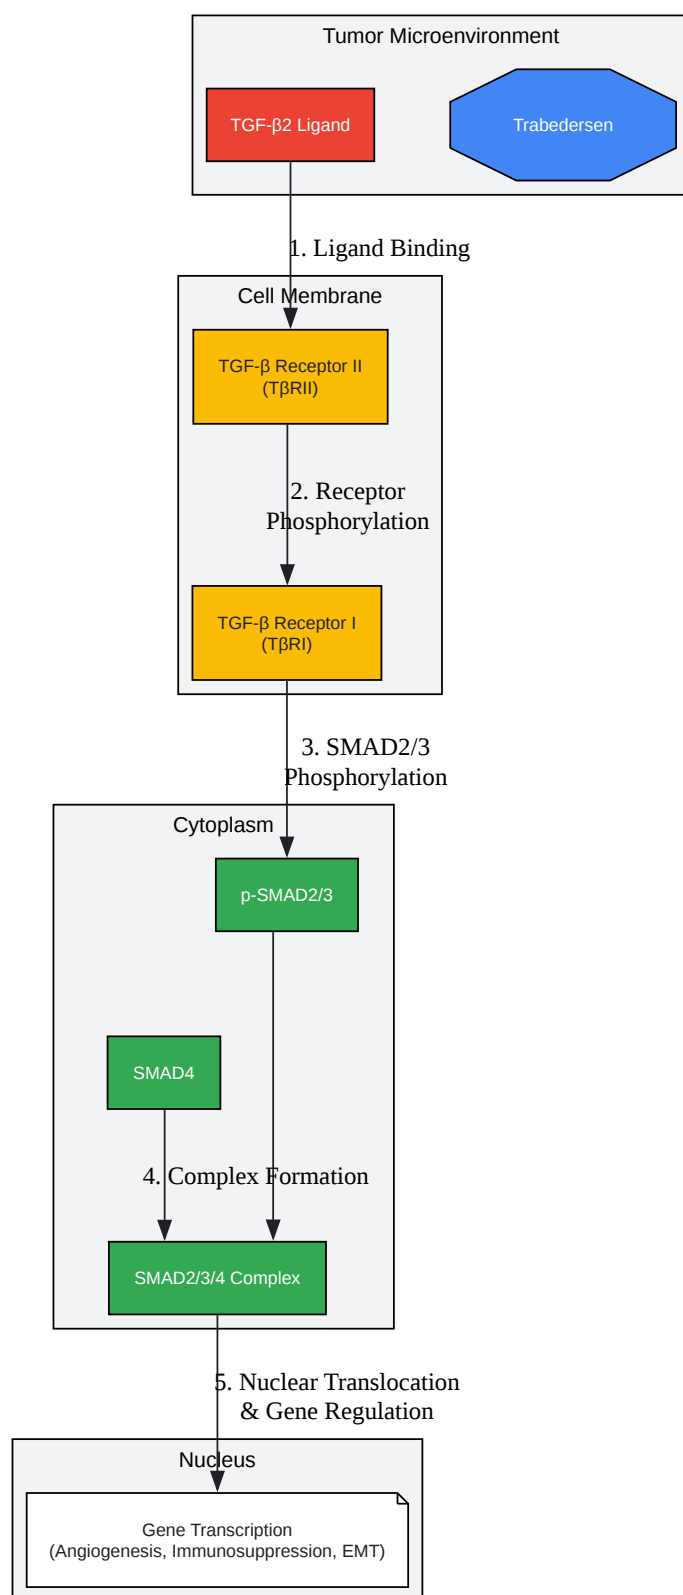 Tumor Microenvironment
TGF-β2 Ligand
Trabedersen
1. Ligand Binding
Cell Membrane
TGF-β Receptor II
(TβRII)
2. Receptor
Phosphorylation
TGF-β Receptor I
(TβRI)
3. SMAD2/3
Phosphorylation
Cytoplasm
p-SMAD2/3
SMAD4
4. Complex Formation
SMAD2/3/4 Complex
5. Nuclear Translocation
& Gene Regulation
Nucleus
Gene Transcription
(Angiogenesis, Immunosuppression, EMT)